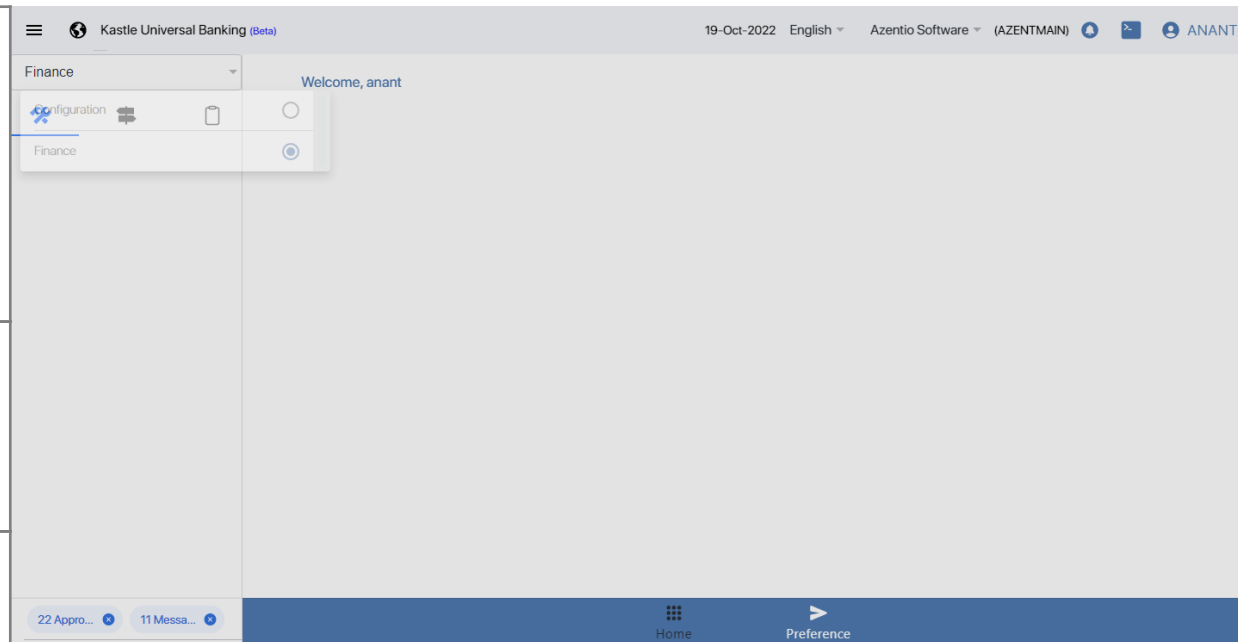 Kastle Universal Banking (Beta) 19-Oct-2022 English Azentio Software (AZENTMAIN) ANANT
Finance
Welcome, anant
Configuration
Finance
22 Appro... 11 Messa...
Home Preference